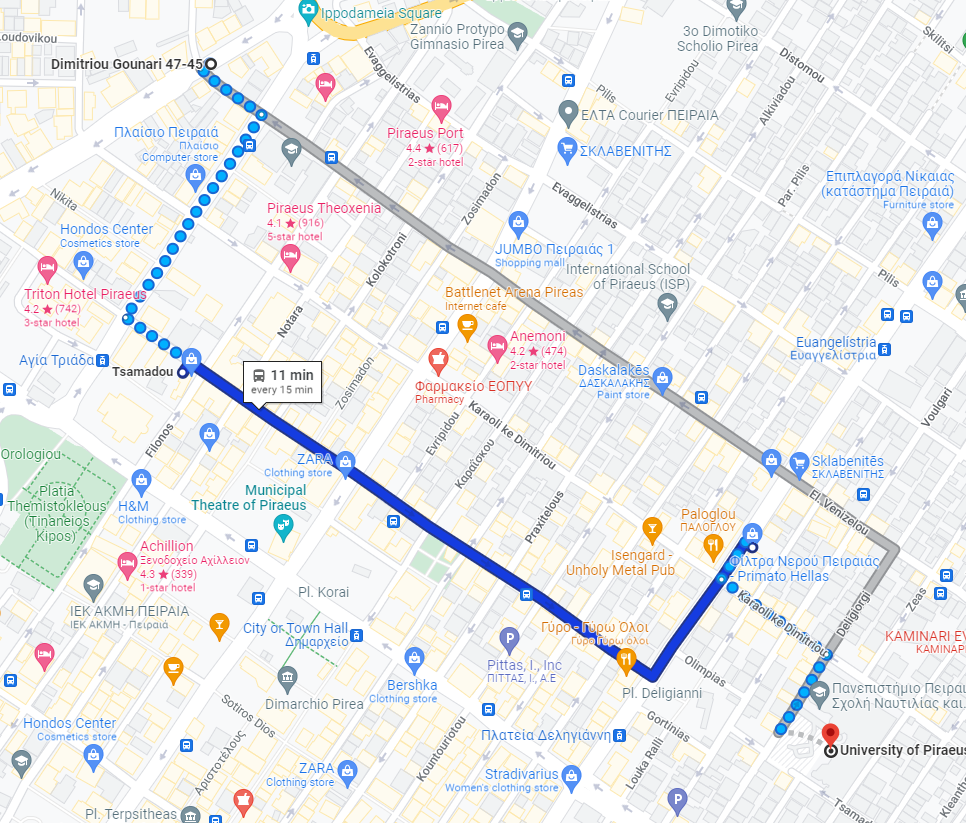 Ippodameia Square
Loudovikou
Zannio Protypo
Gimnasio Pirea
3o Dimotiko
Scholio Pirea
Skilitsi
Dimitriou Gounari 47-45
Evaggelistrias
Distomou
Evripidou
Pilis
Alkiviadou
ΕΛΤΑ Courier ΠΕΙΡΑΙΑ
Πλαίσιο Πειραιά
Πλαίσιο
Computer store
Piraeus Port
4.4 ★ (617)
2-star hotel
ΣΚΛΑΒΕΝΙΤΗΣ
Par. Pilis
Επιπλαγορά Νίκαιας
(κατάστημα Πειραιά)
Furniture store
Nikita
Zosimadon
Evaggelistrias
Piraeus Theoxenia
4.1 ★ (916)
5-star hotel
Hondos Center
Cosmetics store
Kolokotroni
JUMBO Πειραιάς 1
Shopping mall
International School
of Piraeus (ISP)
Pilis
Triton Hotel Piraeus
4.2 ★ (742)
3-star hotel
Battlenet Arena Pireas
Internet cafe
Notara
Anemoni
4.2 ★ (474)
2-star hotel
Euangelístria
Ευαγγελίστρια
Αγία Τριάδα
Tsamadou
11 min
every 15 min
Zosimadon
Φαρμακείο ΕΟΠΥΥ
Pharmacy
Daskalakēs
ΔΑΣΚΑΛΑΚΗΣ
Paint store
Voulgari
Filonos
Evripidou
Karaoli ke Dimitriou
Καραΐσκου
Orologiou
ZARA
Clothing store
Sklabenitēs
ΣΚΛΑΒΕΝΙΤΗΣ
Platia
Themistokleous
(Tinaneios
Kipos)
H&M
Clothing store
Municipal
Theatre of Piraeus
Praxitelous
El. Venizelou
Paloglou
ΠΑΛΟΓΛΟΥ
Achillion
Ξενοδοχείο Αχίλλειον
4.3 ★ (339)
1-star hotel
Isengard -
Unholy Metal Pub
Φίλτρα Νερού Πειραιάς
- Primato Hellas
Pl. Korai
Karaoli ke Dimitriou
Deligiorgi
Zeas
ΙΕΚ ΑΚΜΗ ΠΕΙΡΑΙΑ
ΙΕΚ ΑΚΜΗ - Πειραιά
City or Town Hall
Δημαρχείο
Γύρο - Γύρω Όλοι
Γύρο Γύρω όλοι
KAMINARI EV
KAMINAP
Pittas, I., Inc
ΠΙΤΤΑΣ, Ι., Α.Ε
Olimpias
Bershka
Clothing store
Dimarchio Pirea
Pl. Deligianni
Πανεπιστήμιο Πειραι
Σχολή Ναυτιλίας και.
Hondos Center
Cosmetics store
Sotiros Dios
Gortinias
Πλατεία Δεληγιάννη
University of Piraeus
Αριστοτέλους
Kountouriotou
Louka Ralli
ZARA
Clothing store
Stradivarius
Women's clothing store
Pl. Terpsitheas
Tsamad
Kleanth